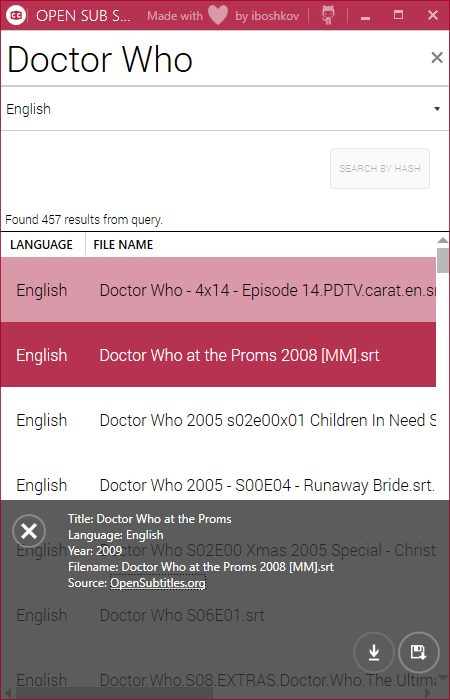 OPEN SUB S... Made with by iboshkov
Doctor Who
English
SEARCH BY HASH
Found 457 results from query.
LANGUAGE FILE NAME
English Doctor Who - 4x14 - Episode 14.PDTV.carat.en.sr
English Doctor Who at the Proms 2008 [MM].srt
English Doctor Who 2005 s02e00x01 Children In Need S
English Doctor Who 2005 - S00E04 - Runaway Bride.srt.
Title: Doctor Who at the Proms
Language: English
Year: 2009
Filename: Doctor Who at the Proms 2008 [MM].srt
Source: OpenSubtitles.org
English Doctor Who S02E00 Xmas 2005 Special - Christ
English Doctor Who S06E01.srt
English Doctor.Who.S08.EXTRAS.Doctor.Who.The.Ultima